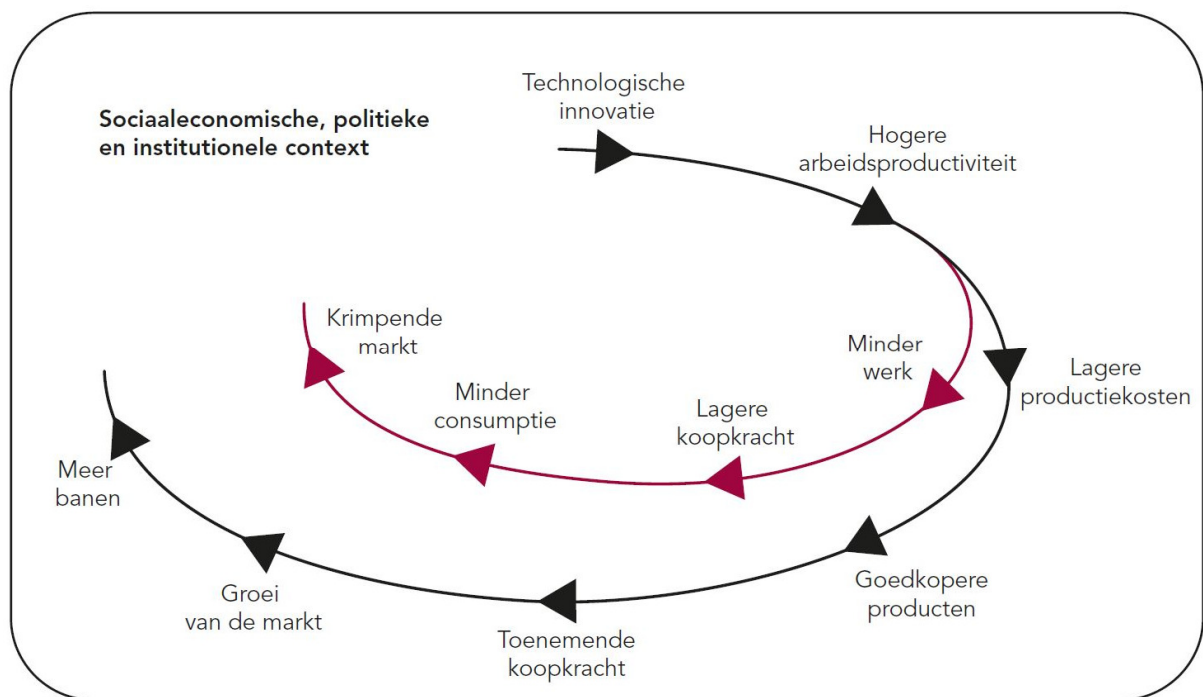 Sociaaleconomische, politieke
en institutionele context
Technologische
innovatie
Hogere
arbeidsproductiviteit
Lagere
productiekosten
Goedkopere
producten
Toenemende
koopkracht
Groei
van de markt
Meer
banen
Minder
werk
Lagere
koopkracht
Minder
consumptie
Krimpende
markt